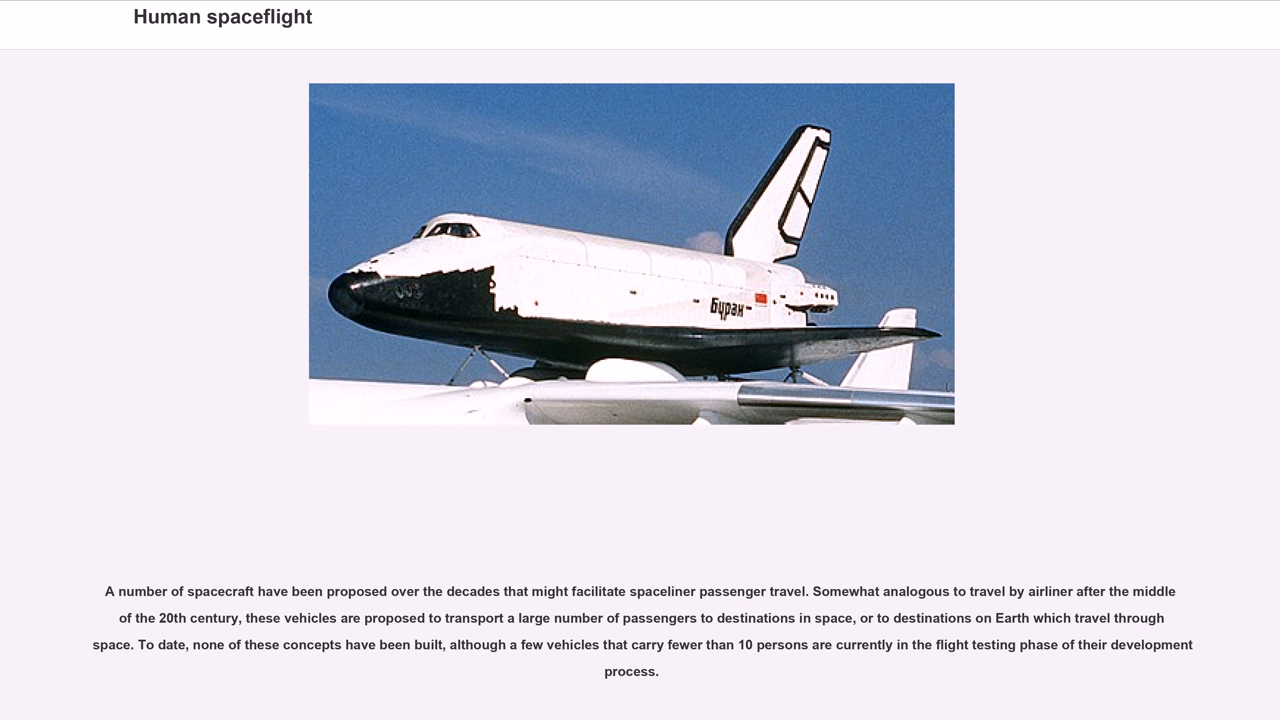 Human spaceflight
Буран
A number of spacecraft have been proposed over the decades that might facilitate spaceliner passenger travel. Somewhat analogous to travel by airliner after the middle
of the 20th century, these vehicles are proposed to transport a large number of passengers to destinations in space, or to destinations on Earth which travel through
space. To date, none of these concepts have been built, although a few vehicles that carry fewer than 10 persons are currently in the flight testing phase of their development
process.